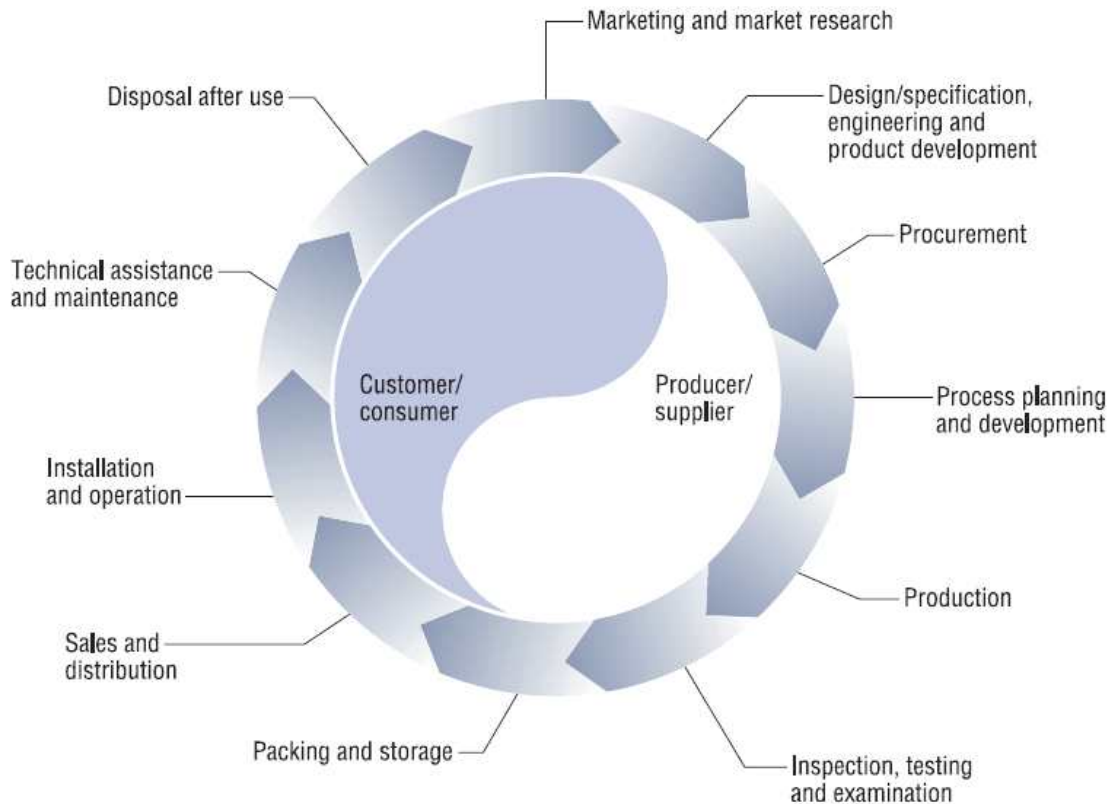 Marketing and market research
Design/specification,
engineering and
product development
Procurement
Process planning
and development
Production
Inspection, testing
and examination
Packing and storage
Sales and
distribution
Installation
and operation
Technical assistance
and maintenance
Disposal after use
Customer/
consumer
Producer/
supplier